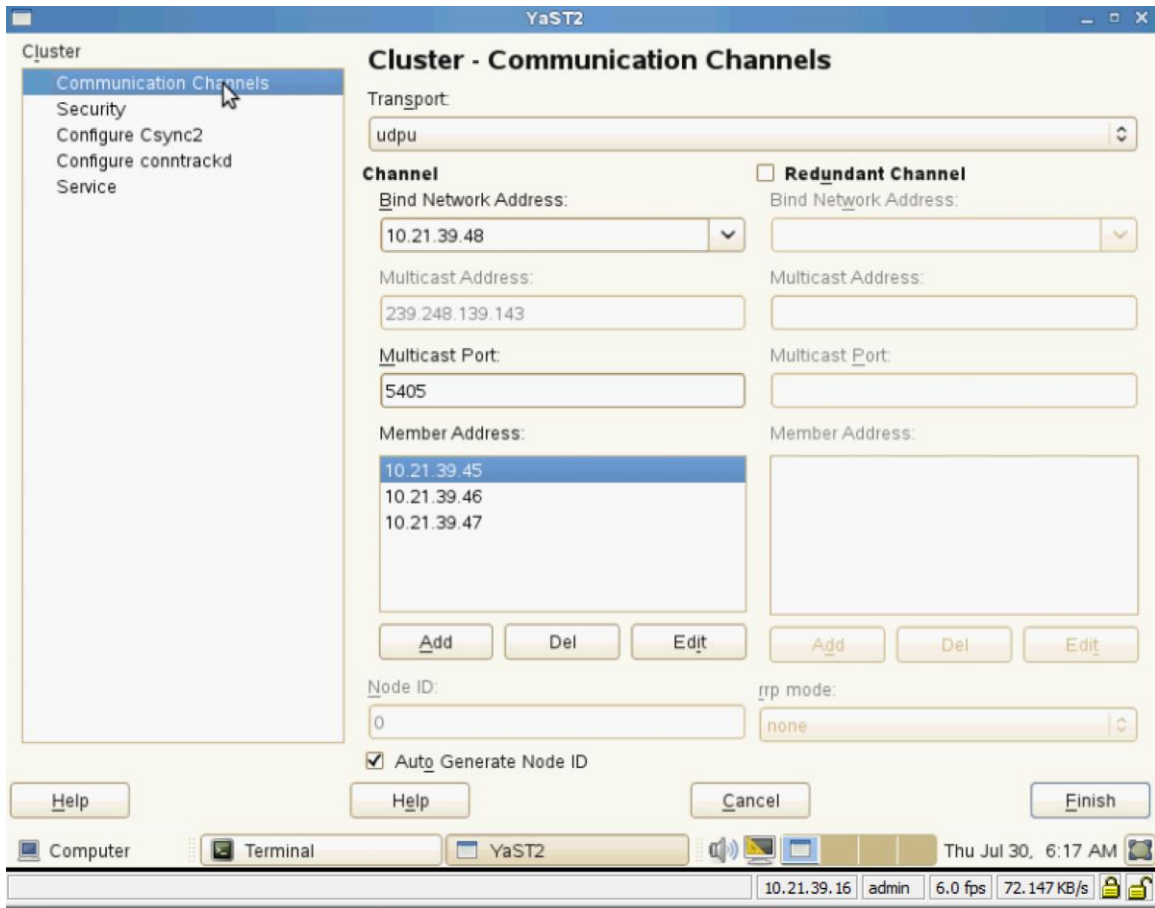 YaST2
Cluster
Communication Channels
Security
Configure Csync2
Configure conntrackd
Service
Cluster - Communication Channels
Transport:
udpu
Channel
Bind Network Address:
10.21.39.48
Multicast Address:
239.248.139.143
Multicast Port:
5405
Member Address:
10.21.39.45
10.21.39.46
10.21.39.47
Add Del Edit
Node ID:
0
Auto Generate Node ID
Redundant Channel
Bind Network Address:
Multicast Address:
Multicast Port:
Member Address:
Add Del Edit
rrp mode:
none
Help Help Cancel Finish
Computer Terminal YaST2 Thu Jul 30, 6:17 AM
10.21.39.16 admin 6.0 fps 72.147 KB/s